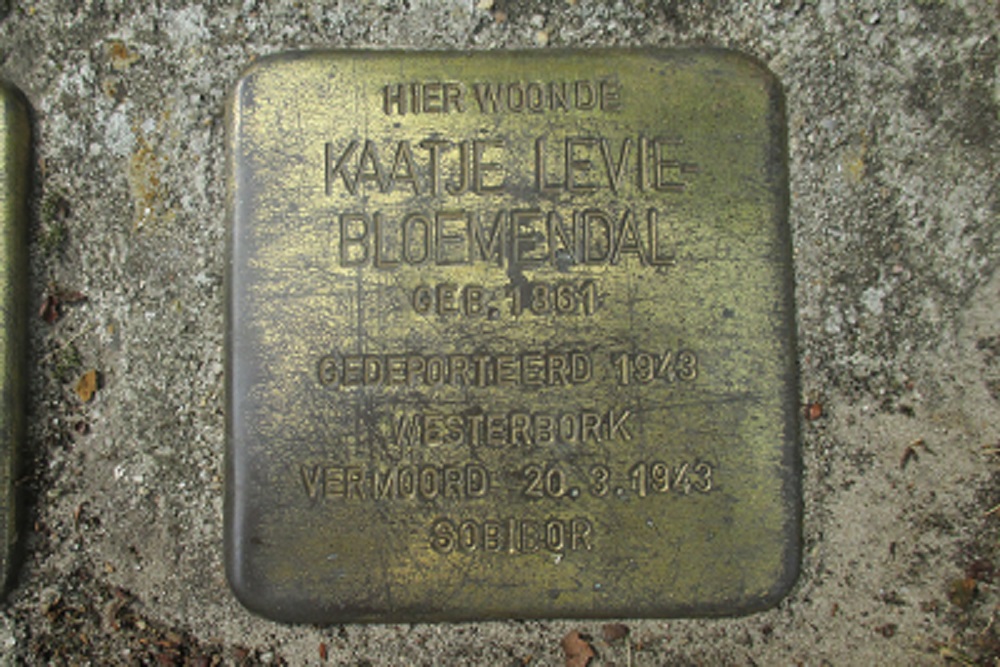 HIER WOONDE
KAATJE LEVIE-
BLOEMENDAL
GEB. 1861
GEDEPORTEERD 1943
WESTERBORK
VERMOORD 20.3.1943
SOBIBOR